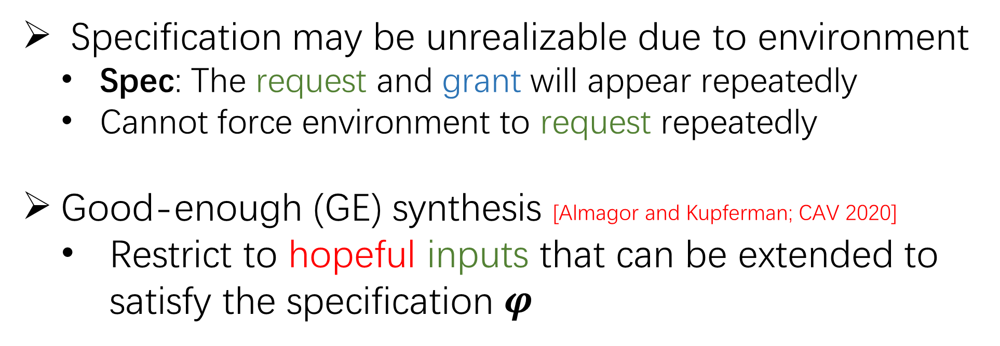 ➢ Specification may be unrealizable due to environment
• Spec: The request and grant will appear repeatedly
• Cannot force environment to request repeatedly
➢ Good-enough (GE) synthesis [Almagor and Kupferman; CAV 2020]
• Restrict to hopeful inputs that can be extended to
satisfy the specification φ